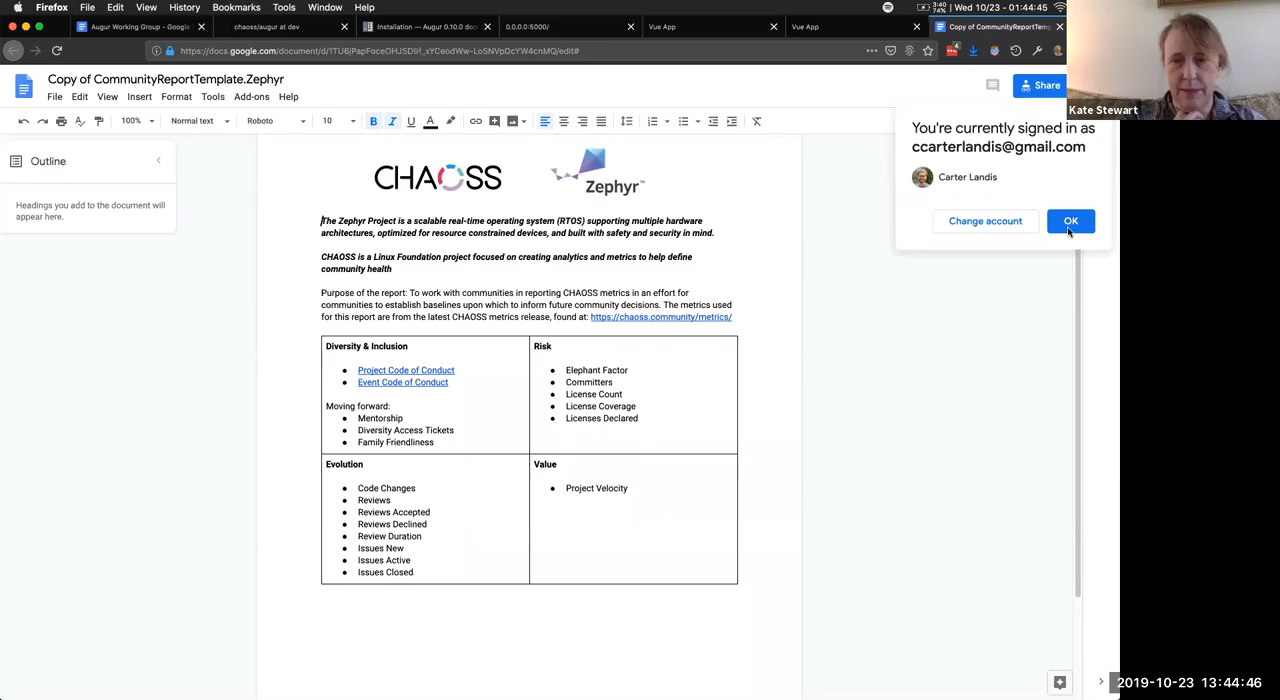 Firefox File Edit View History Bookmarks Tools Window Help
3:40 74% Wed 10/23 - 01:44:45
Augur Working Group - Google
chaoss/augur at dev
Installation — Augur 0.10.0 doc
0.0.0.0:5000/
Vue App
Vue App
Copy of CommunityReportTem
Copy of CommunityReportTemplate.Zephyr
File Edit View Insert Format Tools Add-ons Help
Share
Kate Stewart
100% Normal text Roboto 10 B I U A
You're currently signed in as
ccarterlandis@gmail.com
Carter Landis
Change account OK
Outline
Headings you add to the document will
appear here.
CHAOSS Zephyr™
The Zephyr Project is a scalable real-time operating system (RTOS) supporting multiple hardware
architectures, optimized for resource constrained devices, and built with safety and security in mind.
CHAOSS is a Linux Foundation project focused on creating analytics and metrics to help define
community health
Purpose of the report: To work with communities in reporting CHAOSS metrics in an effort for
communities to establish baselines upon which to inform future community decisions. The metrics used
for this report are from the latest CHAOSS metrics release, found at: https://chaoss.community/metrics/
Diversity & Inclusion
Project Code of Conduct
Event Code of Conduct
Moving forward:
Mentorship
Diversity Access Tickets
Family Friendliness
Risk
Elephant Factor
Committers
License Count
License Coverage
Licenses Declared
Evolution
Code Changes
Reviews
Reviews Accepted
Reviews Declined
Review Duration
Issues New
Issues Active
Issues Closed
Value
Project Velocity
2019-10-23 13:44:46